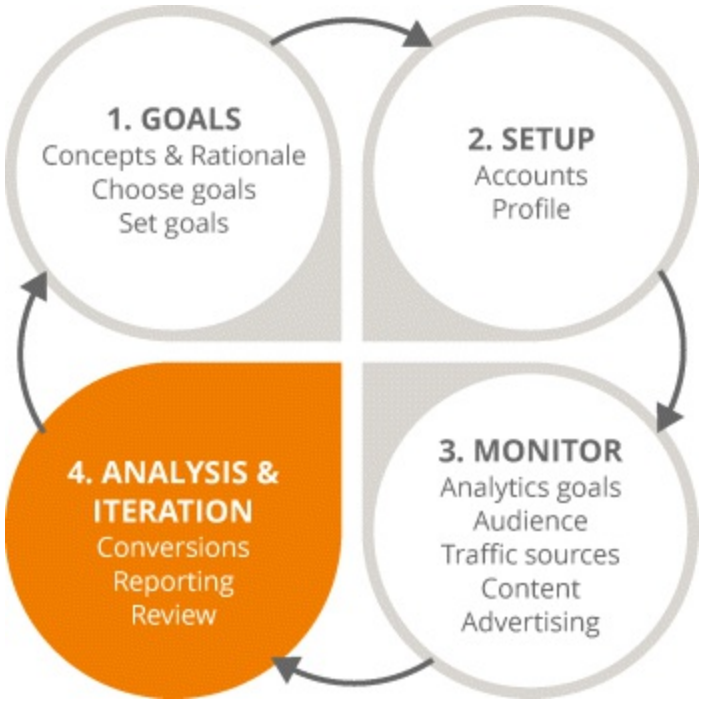 1. GOALS
Concepts & Rationale
Choose goals
Set goals
2. SETUP
Accounts
Profile
3. MONITOR
Analytics goals
Audience
Traffic sources
Content
Advertising
4. ANALYSIS &
ITERATION
Conversions
Reporting
Review